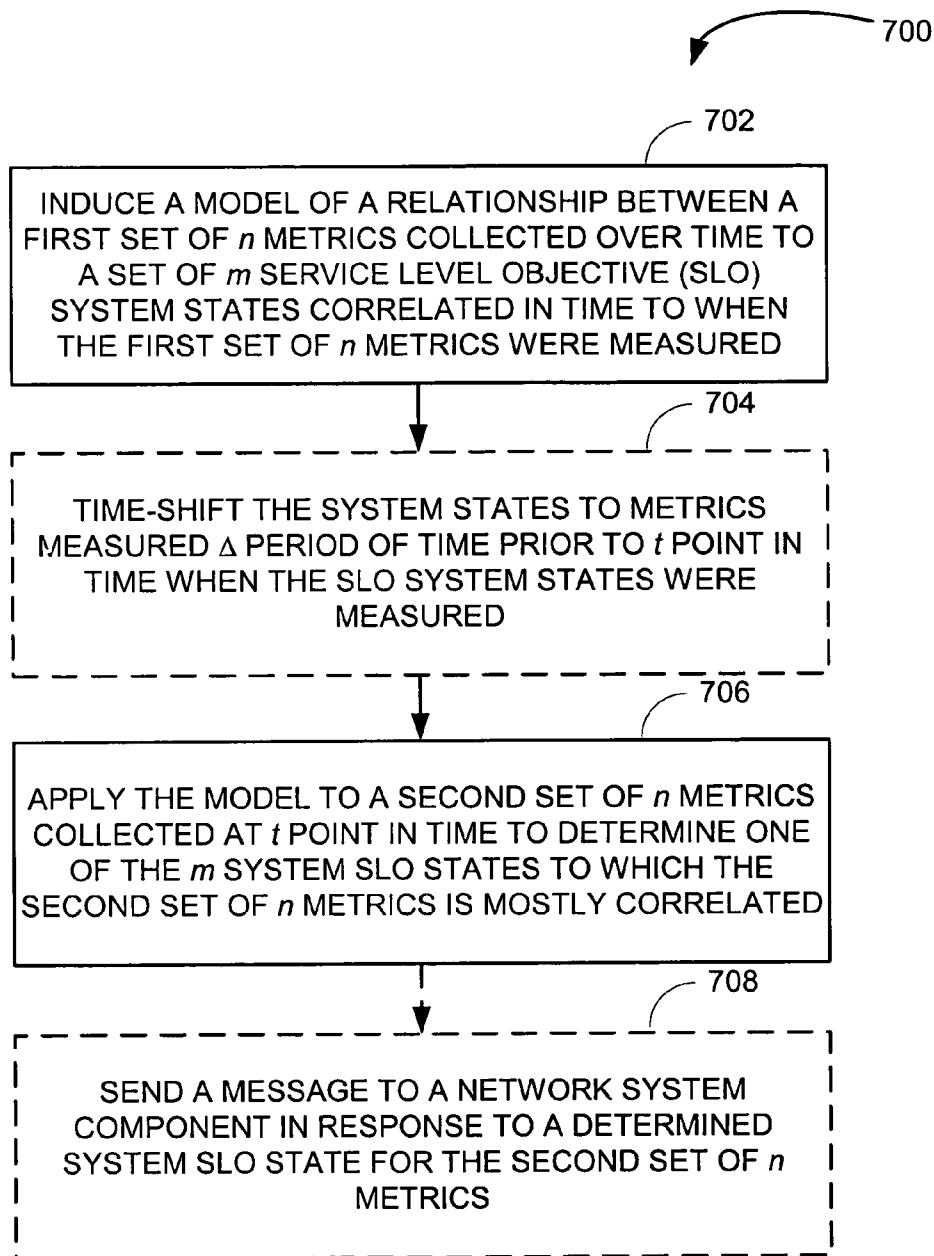 700
702
INDUCE A MODEL OF A RELATIONSHIP BETWEEN A
FIRST SET OF n METRICS COLLECTED OVER TIME TO
A SET OF m SERVICE LEVEL OBJECTIVE (SLO)
SYSTEM STATES CORRELATED IN TIME TO WHEN
THE FIRST SET OF n METRICS WERE MEASURED
704
TIME-SHIFT THE SYSTEM STATES TO METRICS
MEASURED Δ PERIOD OF TIME PRIOR TO t POINT IN
TIME WHEN THE SLO SYSTEM STATES WERE
MEASURED
706
APPLY THE MODEL TO A SECOND SET OF n METRICS
COLLECTED AT t POINT IN TIME TO DETERMINE ONE
OF THE m SYSTEM SLO STATES TO WHICH THE
SECOND SET OF n METRICS IS MOSTLY CORRELATED
708
SEND A MESSAGE TO A NETWORK SYSTEM
COMPONENT IN RESPONSE TO A DETERMINED
SYSTEM SLO STATE FOR THE SECOND SET OF n
METRICS